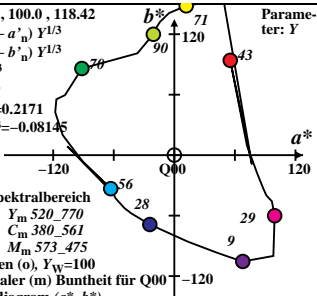 , 100.0 , 118.42
b*
71
Parame-
ter: Y
– a’n) Y1/3
– b’n) Y1/3
120
90
43
70
=0.2171
*=–0.08145
a*
–120
Q00
120
56
pektralbereich
Ym 520_770
Cm 380_561
Mm 573_475
28
29
9
en (o), YW=100
aler (m) Buntheit für Q00
–120